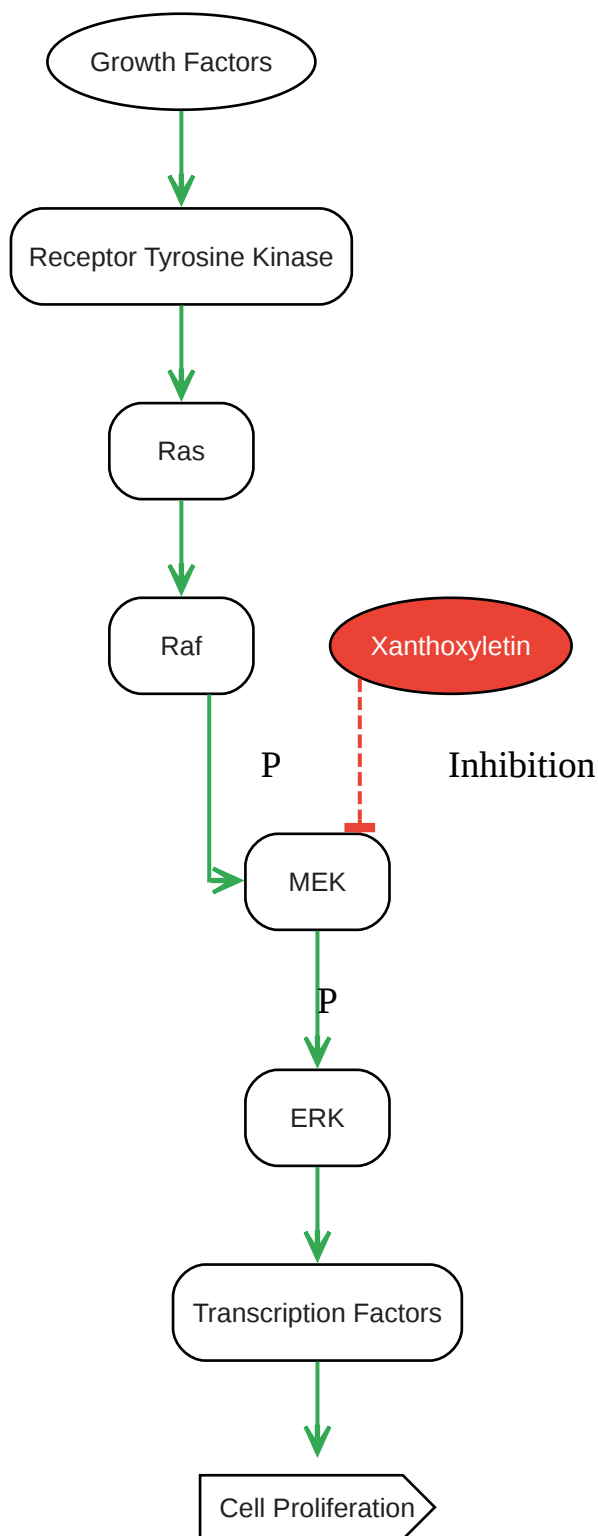 Growth Factors
Receptor Tyrosine Kinase
Ras
Raf
Xanthoxyletin
P
Inhibition
MEK
P
ERK
Transcription Factors
Cell Proliferation